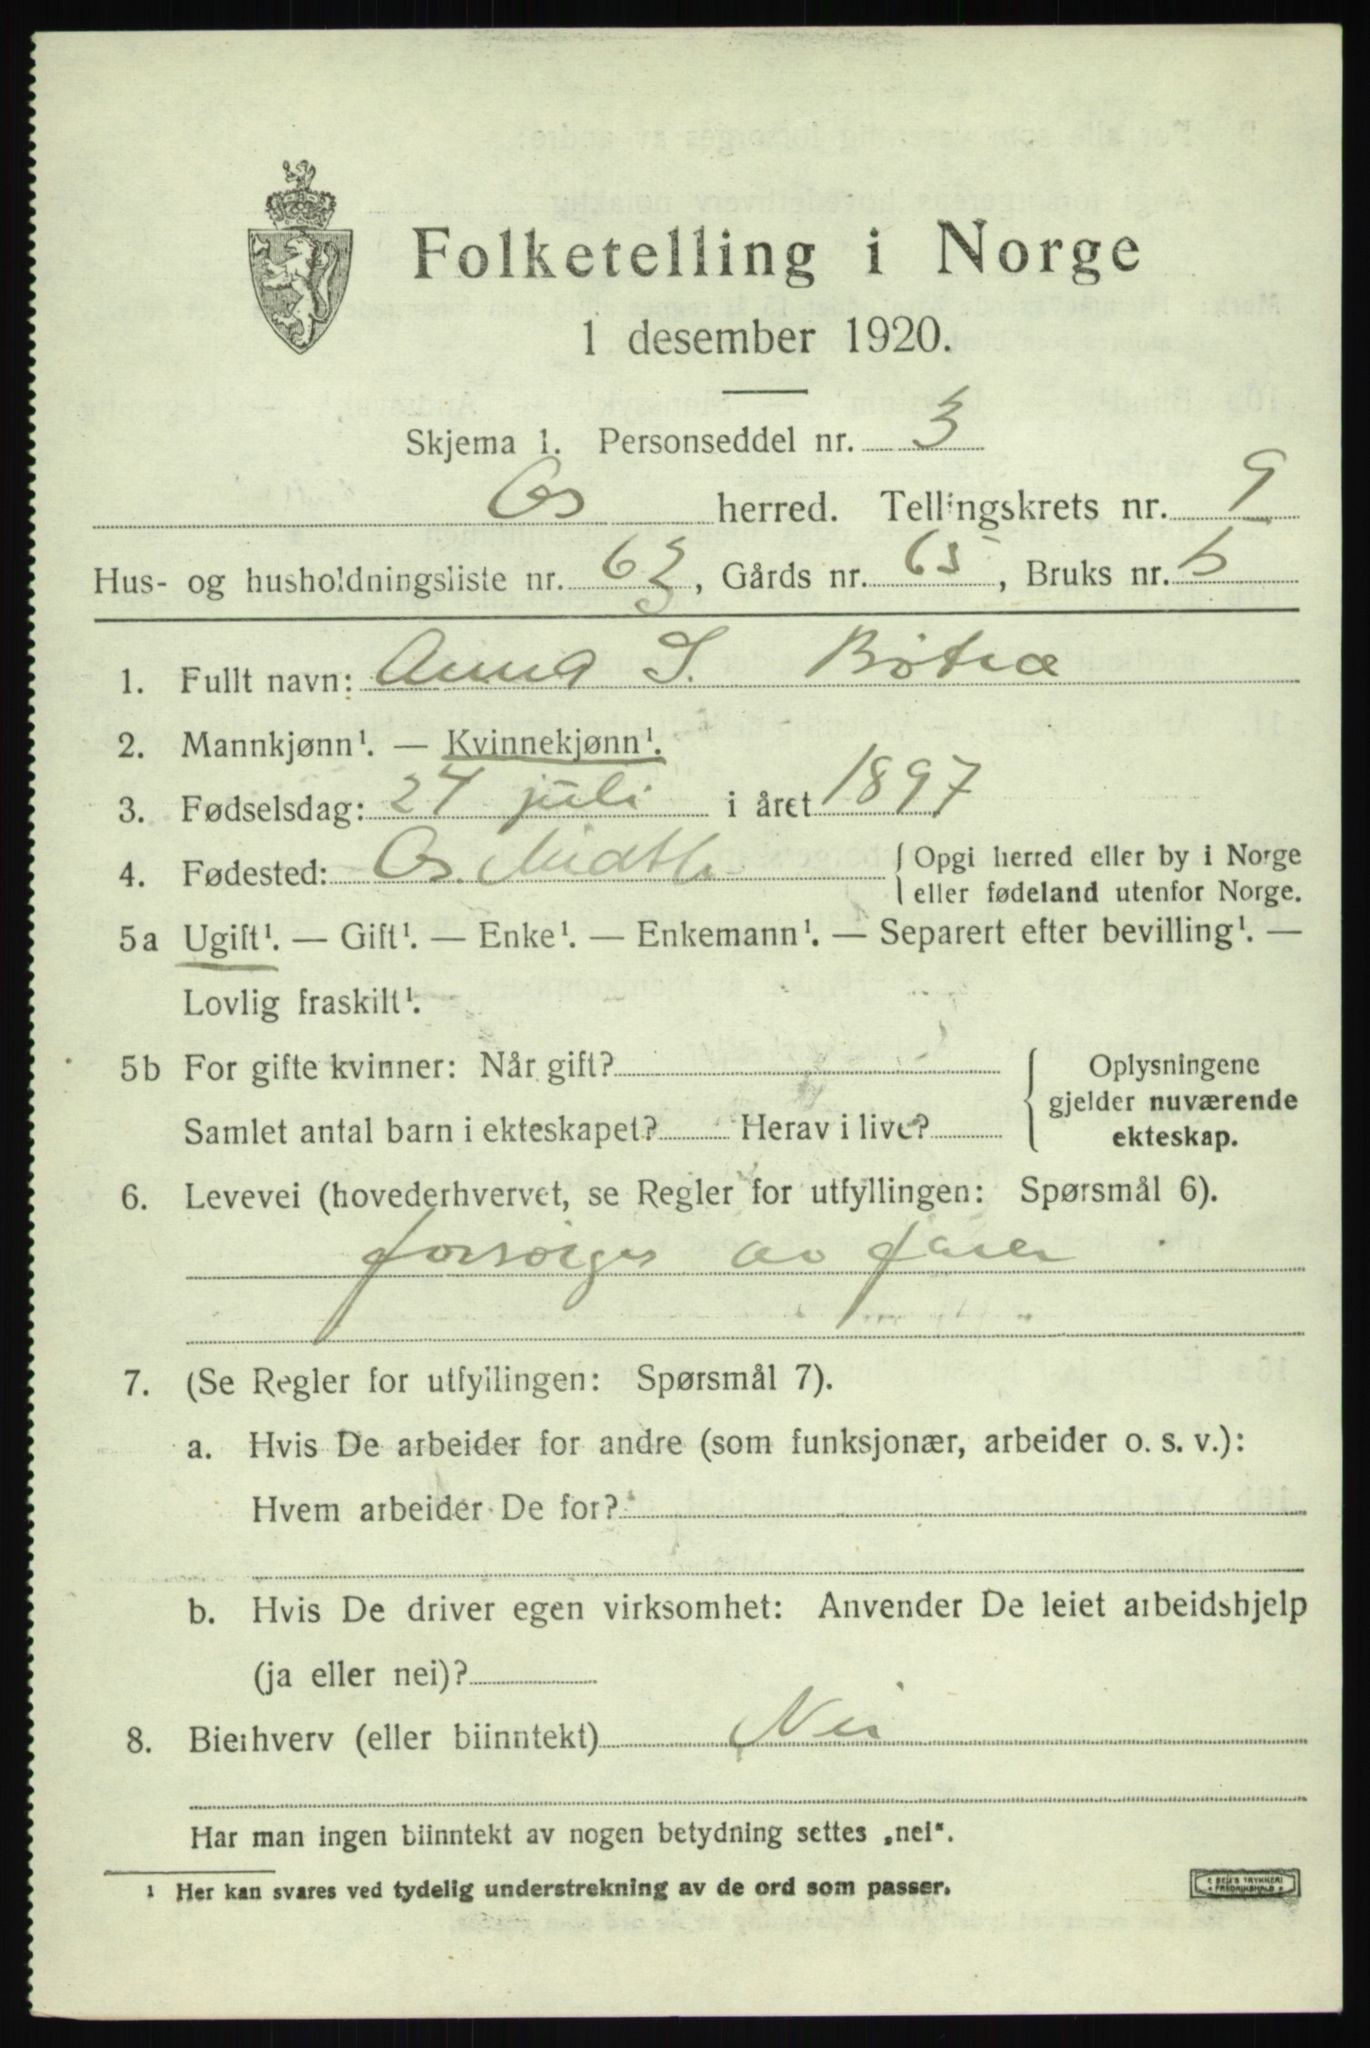 Folketelling i Norge
1 desember 1920.
Skjema 1. Personseddel nr. 3
Os herred. Tellingskrets nr. 9
Hus- og husholdningsliste nr. 63, Gårds nr. 65, Bruks nr. 5
1. Fullt navn: Anna S. Bøtræ
2. Mannkjønn¹. — Kvinnekjønn¹.
3. Fødselsdag: 24 juli i året 1897
4. Fødested: Os. Midth. { Opgi herred eller by i Norge
eller fødeland utenfor Norge.
5a Ugift¹. — Gift¹. — Enke¹. — Enkemann¹. — Separert efter bevilling¹. —
Lovlig fraskilt¹.
5b For gifte kvinner: Når gift? { Oplysningene
gjelder nuværende
Samlet antal barn i ekteskapet? Herav i live?
ekteskap.
6. Levevei (hovederhvervet, se Regler for utfyllingen: Spørsmål 6).
forsørges av faren
7. (Se Regler for utfyllingen: Spørsmål 7).
a. Hvis De arbeider for andre (som funksjonær, arbeider o. s. v.):
Hvem arbeider De for?
b. Hvis De driver egen virksomhet: Anvender De leiet arbeidshjelp
(ja eller nei)?
8. Bierhverv (eller biinntekt) Nei
Har man ingen biinntekt av nogen betydning settes „nei".
¹ Her kan svares ved tydelig understrekning av de ord som passer.